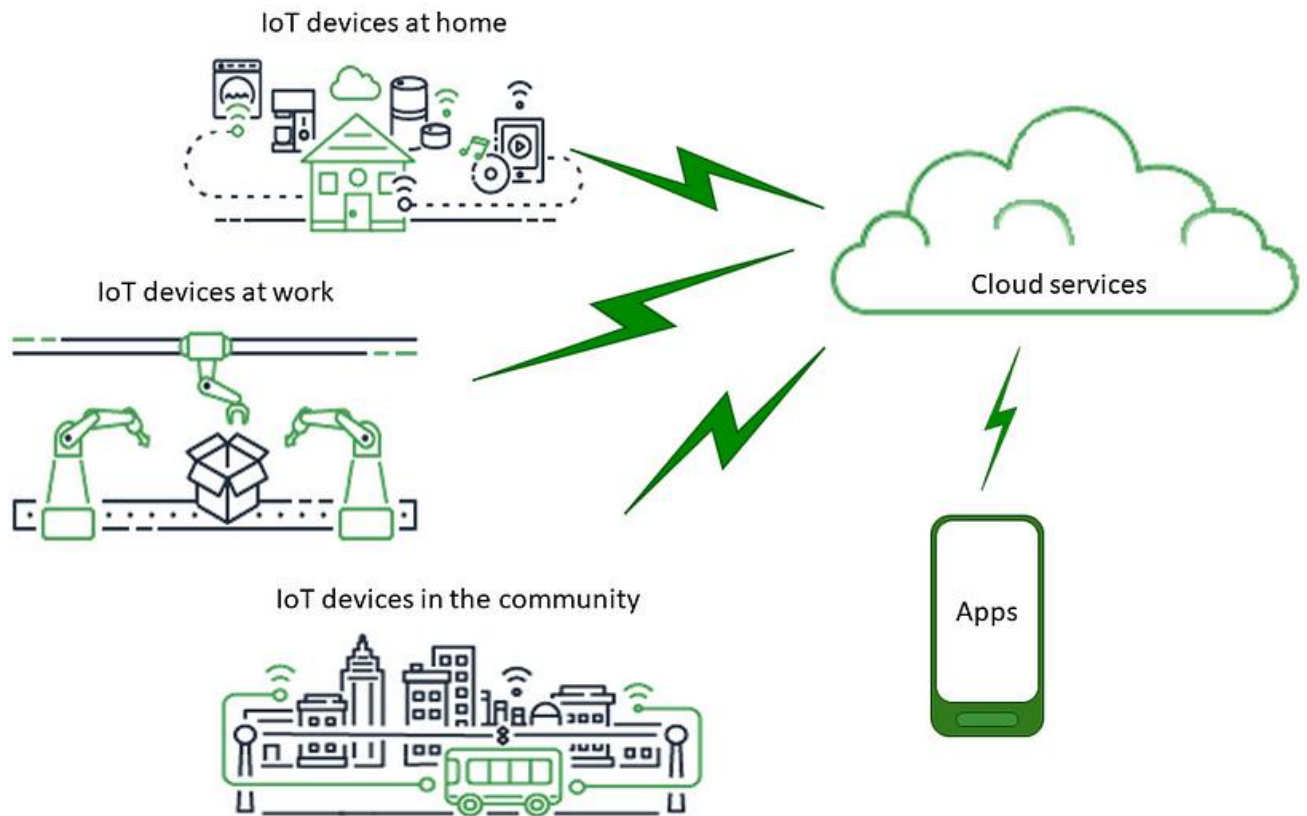 IoT devices at home
IoT devices at work
Cloud services
IoT devices in the community
Apps